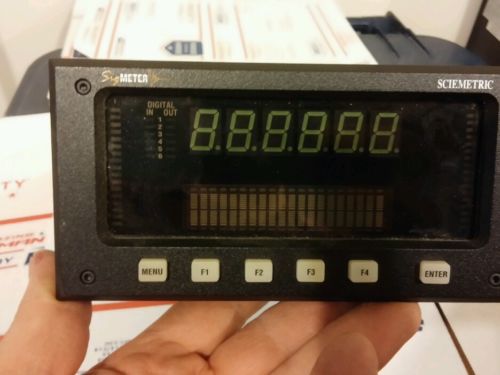 SigMETER
SCIEMETRIC
DIGITAL
IN OUT
1
2
3
4
5
6
8.8.8.8.8.8.
MENU F1 F2 F3 F4 ENTER